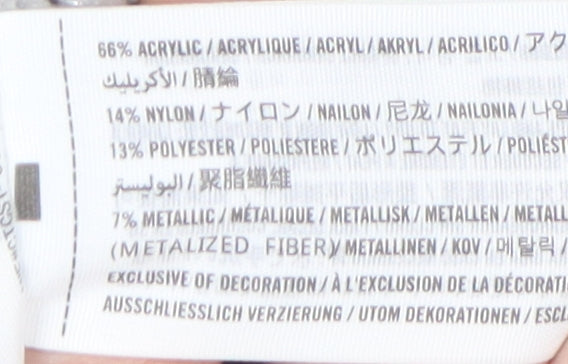 66% ACRYLIC / ACRYLIQUE / ACRYL / AKRYL / ACRILICO / アク
الأكريليك / 腈綸
14% NYLON / ナイロン / NAILON / 尼龙 / NAILONIA / 나일
13% POLYESTER / POLIESTERE / ポリエステル / POLIÉST
البوليستر / 聚脂纖維
7% METALLIC / MÉTALIQUE / METALLISK / METALLEN / METALL
(METALIZED FIBER)/ METALLINEN / KOV / 메탈릭 /
EXCLUSIVE OF DECORATION / À L'EXCLUSION DE LA DÉCORATI
AUSSCHLIESSLICH VERZIERUNG / UTOM DEKORATIONEN / ESCL